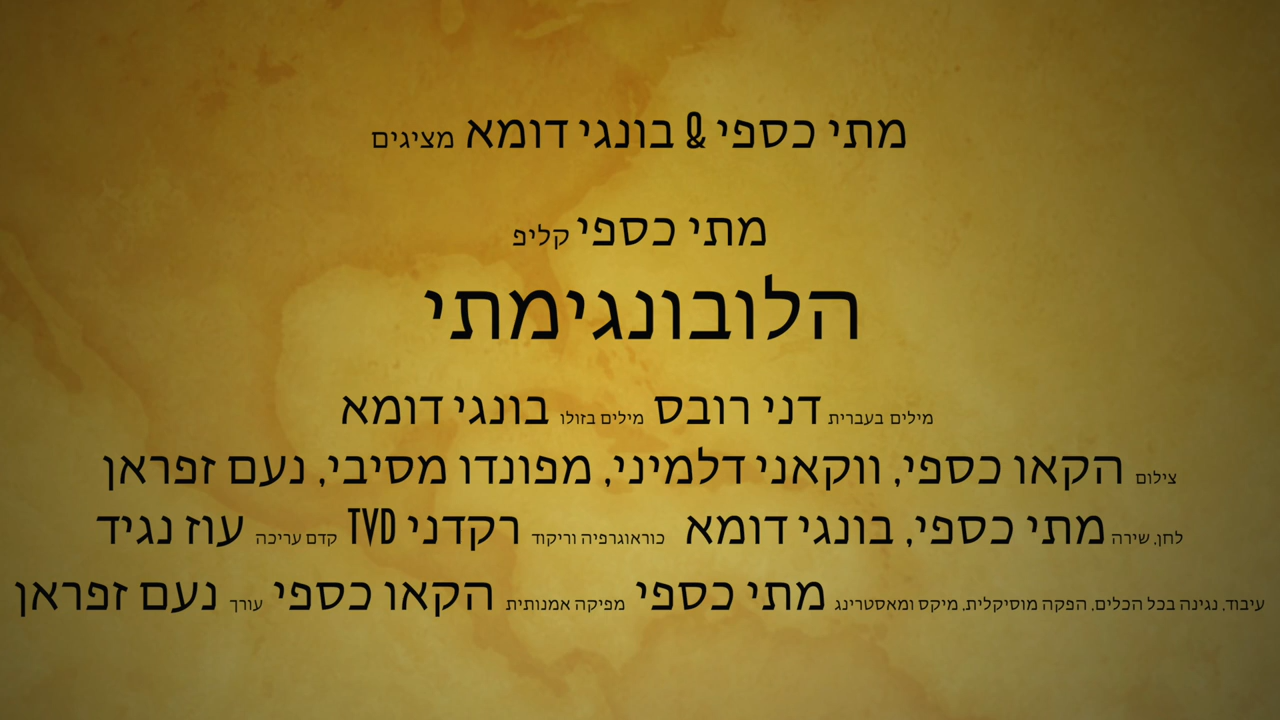 מתי כספי & בונגי דומא מציגים
מתי כספי קליפ
הלובונגימתי
מילים בעברית דני רובס מילים בזולו בונגי דומא
צילום הקאו כספי, ווקאני דלמיני, מפונדו מסיבי, נעם זפראן
לחן, שירה מתי כספי, בונגי דומא כוראוגרפיה וריקוד רקדני TVD קדם עריכה עוז נגיד
עיבוד, נגינה בכל הכלים, הפקה מוסיקלית, מיקס ומאסטרינג מתי כספי מפיקה אמנותית הקאו כספי עורך נעם זפראן